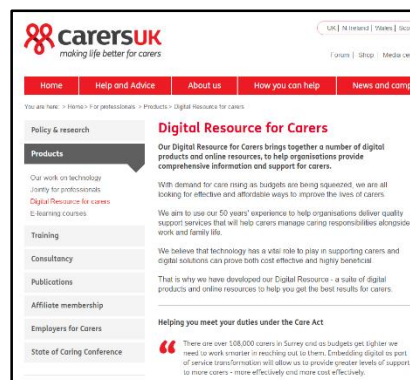 carersUK
making life better for carers
UK | N Ireland | Wales |
Forum | Shop | Media
Home Help and Advice About us How you can help News and
You are here: > Home > For professionals > Products > Digital Resource for carers
Policy & research
Products
Our work on technology
Jointly for professionals
Digital Resource for carers
E-learning courses
Training
Consultancy
Publications
Affiliate membership
Employers for Carers
State of Caring Conference
Digital Resource for Carers
Our Digital Resource for Carers brings together a number of digital
products and online resources, to help organisations provide
comprehensive information and support for carers.
With demand for care rising as budgets are being squeezed, we are all
looking for effective and affordable ways to improve the lives of carers.
We aim to use our 50 years' experience to help organisations deliver quality
support services that will help carers manage caring responsibilities alongside
work and family life.
We believe that technology has a vital role to play in supporting carers and
digital solutions can prove both cost effective and highly beneficial.
That is why we have developed our Digital Resource - a suite of digital
products and online resources to help you get the best results for carers.
Helping you meet your duties under the Care Act
“ There are over 108,000 carers in Surrey and as budgets get tighter we
need to work smarter in reaching out to them. Embedding digital as part
of service transformation will allow us to provide greater levels of support
to more carers - more effectively and more cost effectively.